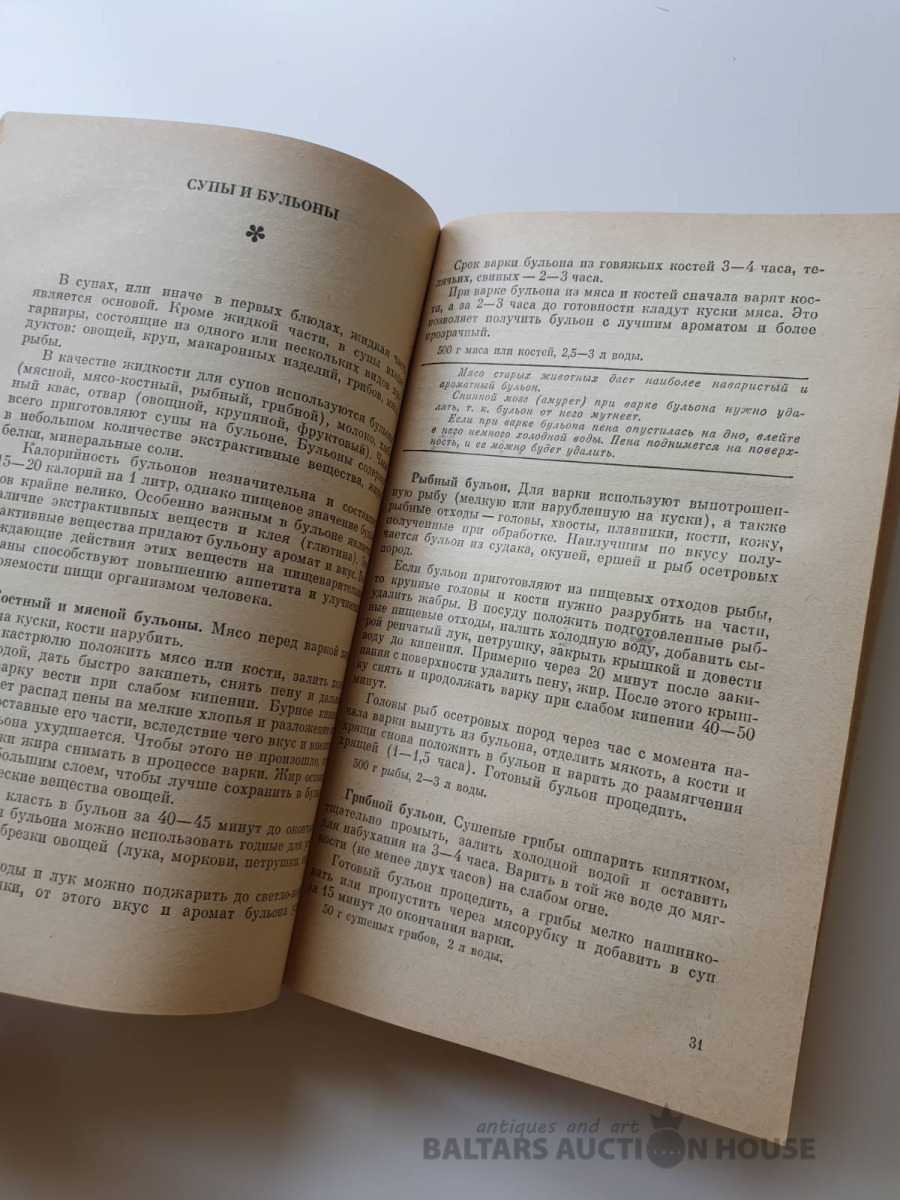 СУПЫ И БУЛЬОНЫ
*
В супах, или иначе в первых блюдах, жидкая
является основой. Кроме жидкой части, в супы
гарниры, состоящие из одного или нескольких видов
дуктов: овощей, круп, макаронных изделий, грибов,
рыбы.
В качестве жидкости для супов используются
(мясной, мясо-костный, рыбный, грибной), молоко,
ный квас, отвар (овощной, крупяной, фруктовый).
всего приготовляют супы на бульоне. Бульоны
в небольшом количестве экстрактивные вещества,
белки, минеральные соли.
Калорийность бульонов незначительна и
15—20 калорий на 1 литр, однако пищевое значение
ов крайне велико. Особенно важным в бульоне
аличие экстрактивных веществ и клея (глютина).
активные вещества придают бульону аромат и вкус.
ждающие действия этих веществ на
аны способствуют повышению аппетита и
ряемости пищи организмом человека.
Костный и мясной бульоны. Мясо перед варкой
на куски, кости нарубить.
кастрюлю положить мясо или кости, залить
одой, дать быстро закипеть, снять пену и
варку вести при слабом кипении. Бурное
ет распад пены на мелкие хлопья и разложение
оставные его части, вследствие чего вкус и
ьона ухудшается. Чтобы этого не произошло,
ки жира снимать в процессе варки. Жир
большим слоем, чтобы лучше сохранить в
ческие вещества овощей.
класть в бульон за 40—45 минут до
и бульона можно использовать годные для
брезки овощей (лука, моркови, петрушки,
оды и лук можно поджарить до
ки, от этого вкус и аромат бульона
Срок варки бульона из говяжьих костей 3—4 часа, те-
лячьих, свиных — 2—3 часа.
При варке бульона из мяса и костей сначала варят кос-
ти, а за 2—3 часа до готовности кладут куски мяса. Это
позволяет получить бульон с лучшим ароматом и более
прозрачный.
500 г мяса или костей, 2,5—3 л воды.
Мясо старых животных дает наиболее наваристый и
ароматный бульон.
Спинной мозг (амурет) при варке бульона нужно уда-
лять, т. к. бульон от него мутнеет.
Если при варке бульона пена опустилась на дно, влейте
в него немного холодной воды. Пена поднимется на поверх-
ность, и ее можно будет удалить.
Рыбный бульон. Для варки используют выпотрошен-
ную рыбу (мелкую или нарубленную на куски), а также
рыбные отходы — головы, хвосты, плавники, кости, кожу,
полученные при обработке. Наилучшим по вкусу полу-
чается бульон из судака, окуней, ершей и рыб осетровых
пород.
Если бульон приготовляют из пищевых отходов рыбы,
то крупные головы и кости нужно разрубить на части,
удалить жабры. В посуду положить подготовленные рыб-
ные пищевые отходы, налить холодную воду, добавить сы-
рой репчатый лук, петрушку, закрыть крышкой и довести
воду до кипения. Примерно через 20 минут после заки-
пания с поверхности удалить пену, жир. После этого крыш-
ку снять и продолжать варку при слабом кипении 40—50
минут.
Головы рыб осетровых пород через час с момента на-
чала варки вынуть из бульона, отделить мякоть, а кости и
хрящи снова положить в бульон и варить до размягчения
хрящей (1—1,5 часа). Готовый бульон процедить.
500 г рыбы, 2—3 л воды.
Грибной бульон. Сушеные грибы ошпарить кипятком,
тщательно промыть, залить холодной водой и оставить
для набухания на 3—4 часа. Варить в той же воде до мяг-
кости (не менее двух часов) на слабом огне.
Готовый бульон процедить, а грибы мелко нашинко-
вать или пропустить через мясорубку и добавить в суп
за 15 минут до окончания варки.
50 г сушеных грибов, 2 л воды.
31
antiques and art
BALTARS AUCTION HOUSE